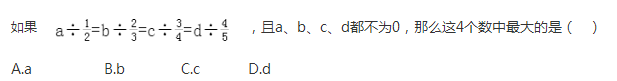 如果 a÷1/2=b÷2/3=c÷3/4=d÷4/5 ，且a、b、c、d都不为0，那么这4个数中最大的是（ ）
A.a B.b C.c D.d